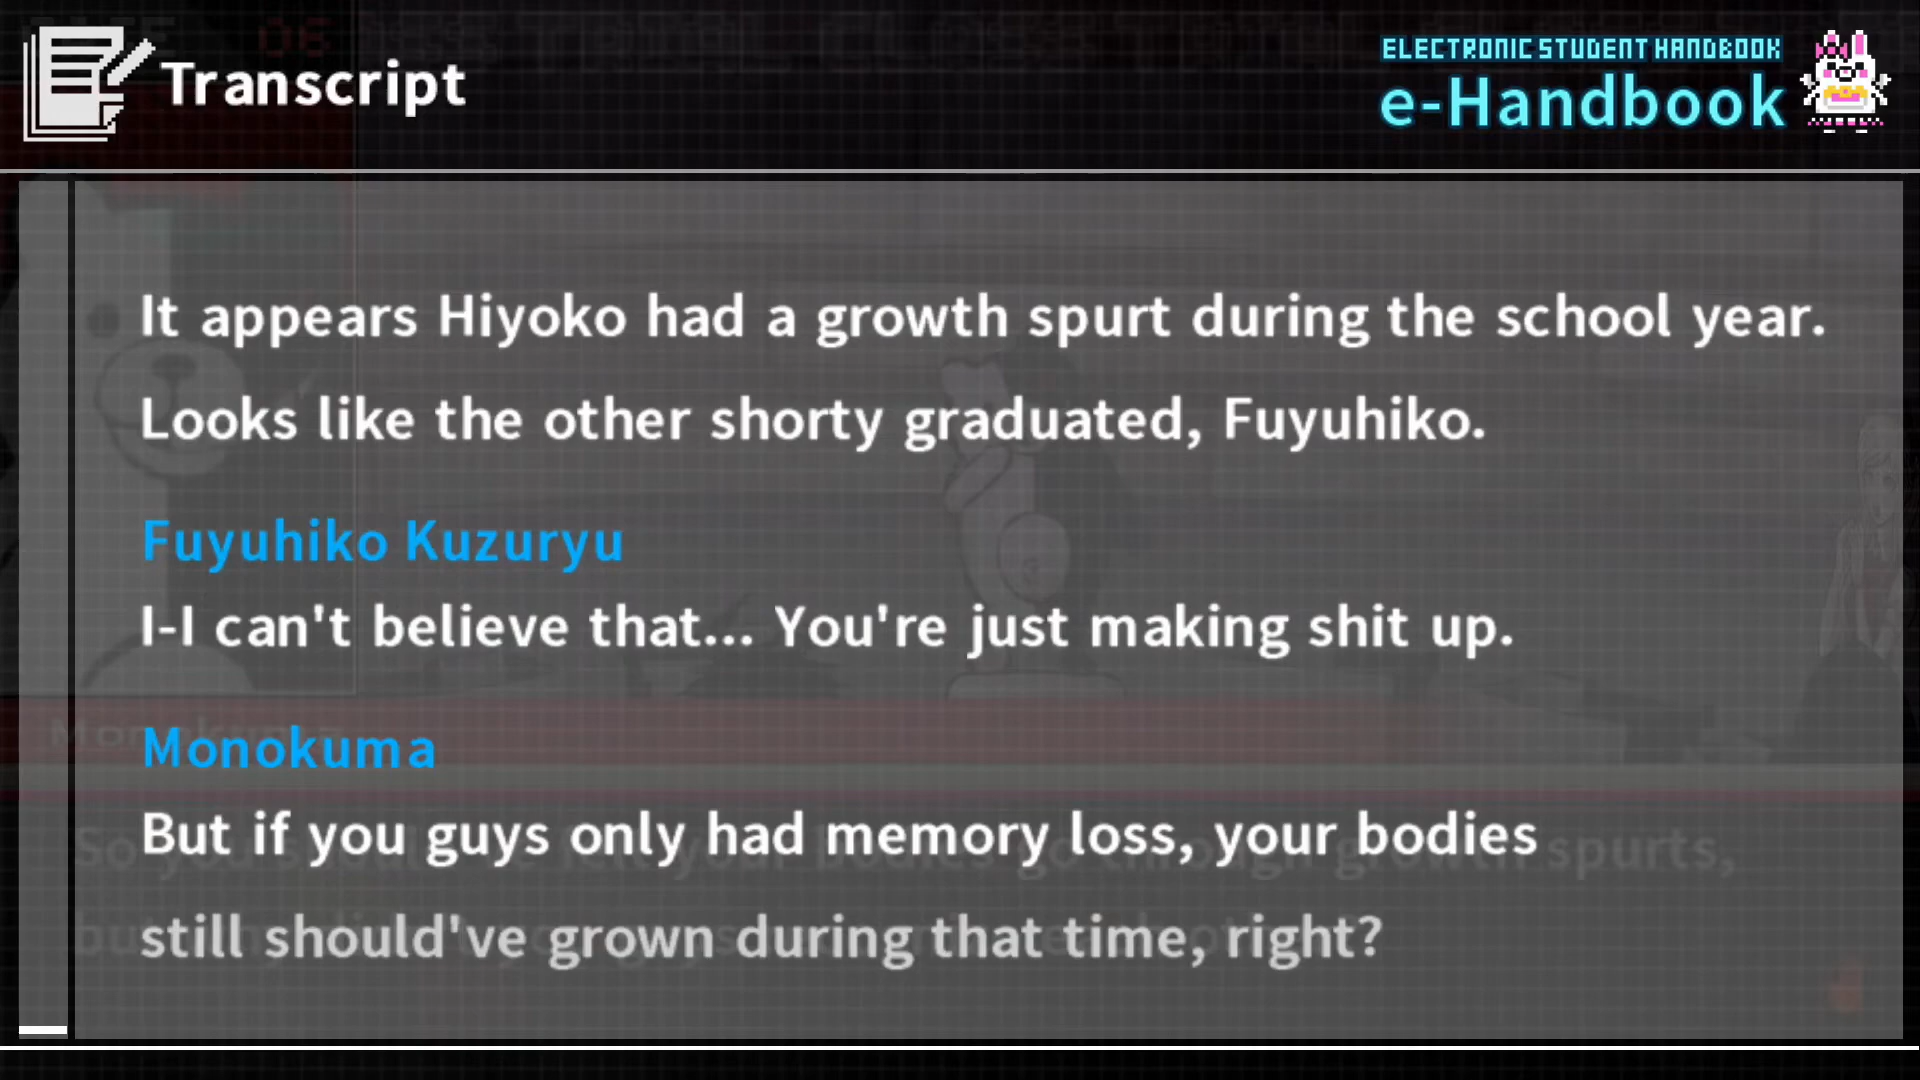 Transcript
ELECTRONIC STUDENT HANDBOOK
e-Handbook
It appears Hiyoko had a growth spurt during the school year.
Looks like the other shorty graduated, Fuyuhiko.
Fuyuhiko Kuzuryu
I-I can't believe that... You're just making shit up.
Monokuma
But if you guys only had memory loss, your bodies
still should've grown during that time, right?